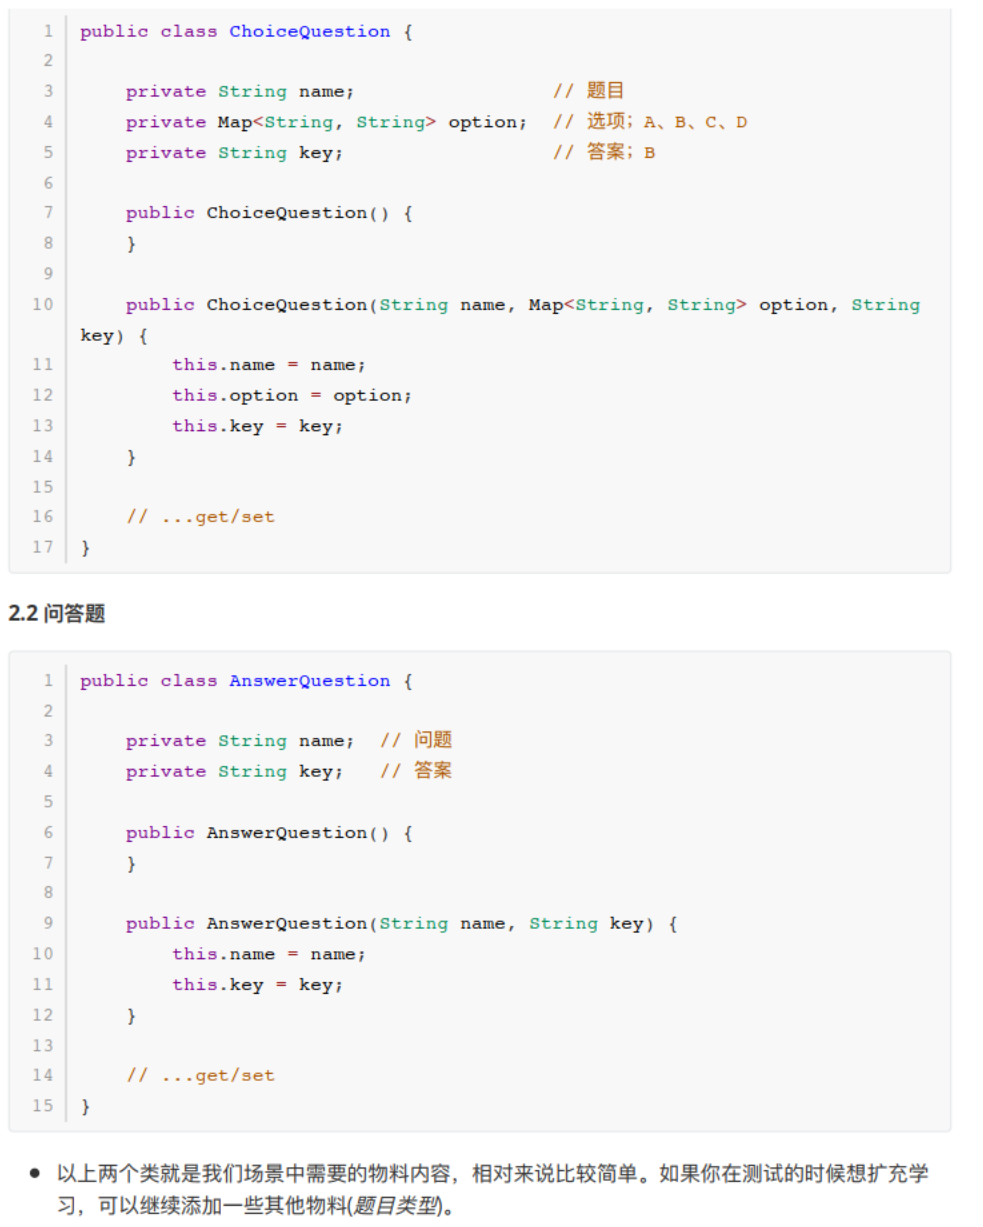 1 public class ChoiceQuestion {
2
3     private String name;                 // 题目
4     private Map<String, String> option;  // 选项；A、B、C、D
5     private String key;                  // 答案；B
6
7     public ChoiceQuestion() {
8     }
9
10     public ChoiceQuestion(String name, Map<String, String> option, String
key) {
11         this.name = name;
12         this.option = option;
13         this.key = key;
14     }
15
16     // ...get/set
17 }
2.2 问答题
1 public class AnswerQuestion {
2
3     private String name;  // 问题
4     private String key;   // 答案
5
6     public AnswerQuestion() {
7     }
8
9     public AnswerQuestion(String name, String key) {
10         this.name = name;
11         this.key = key;
12     }
13
14     // ...get/set
15 }
● 以上两个类就是我们场景中需要的物料内容，相对来说比较简单。如果你在测试的时候想扩充学
习，可以继续添加一些其他物料(题目类型)。